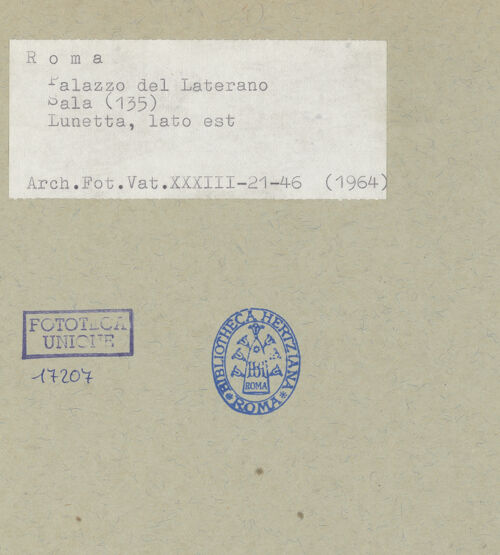 Roma
Palazzo del Laterano
Sala (135)
Lunetta, lato est
Arch.Fot.Vat.XXXIII-21-46 (1964)
FOTOTECA
UNICHE
17207
BIBLIOTHECA HERTZIANA
ROMA
ROMA